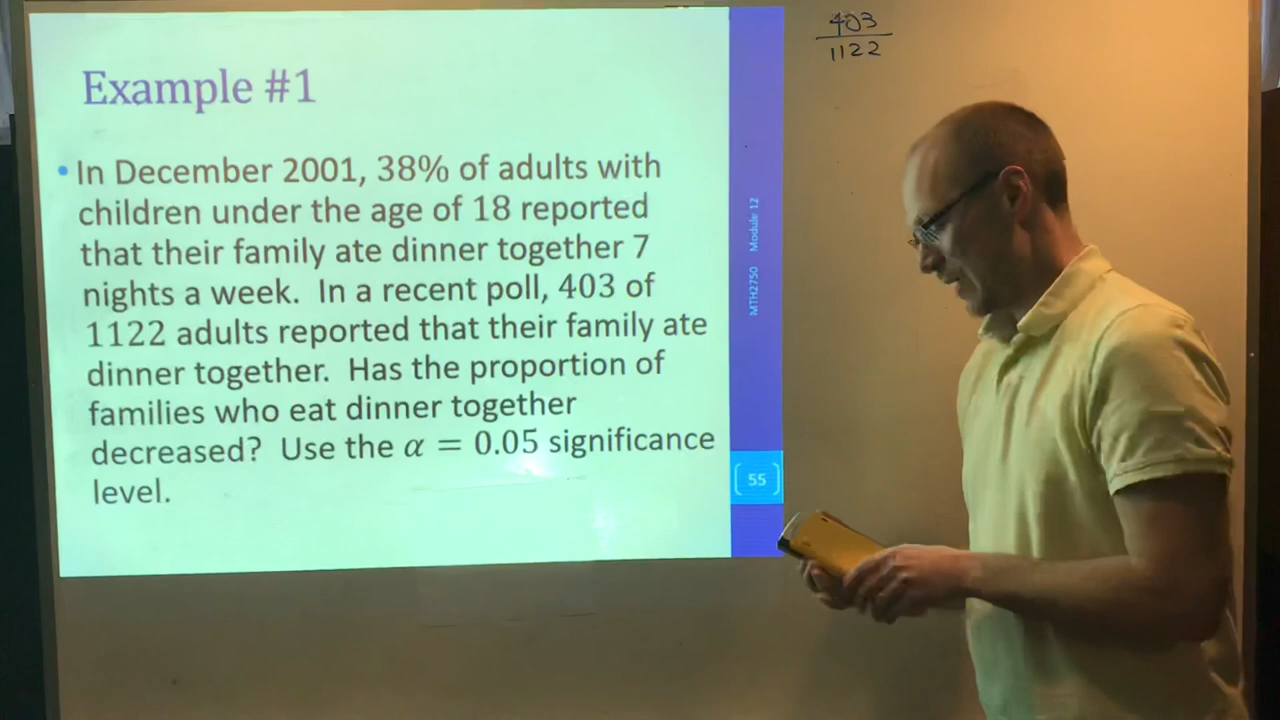 Example #1
• In December 2001, 38% of adults with
children under the age of 18 reported
that their family ate dinner together 7
nights a week. In a recent poll, 403 of
1122 adults reported that their family ate
dinner together. Has the proportion of
families who eat dinner together
decreased? Use the α = 0.05 significance
level.
MTH2750 Module 12
55
403
1122